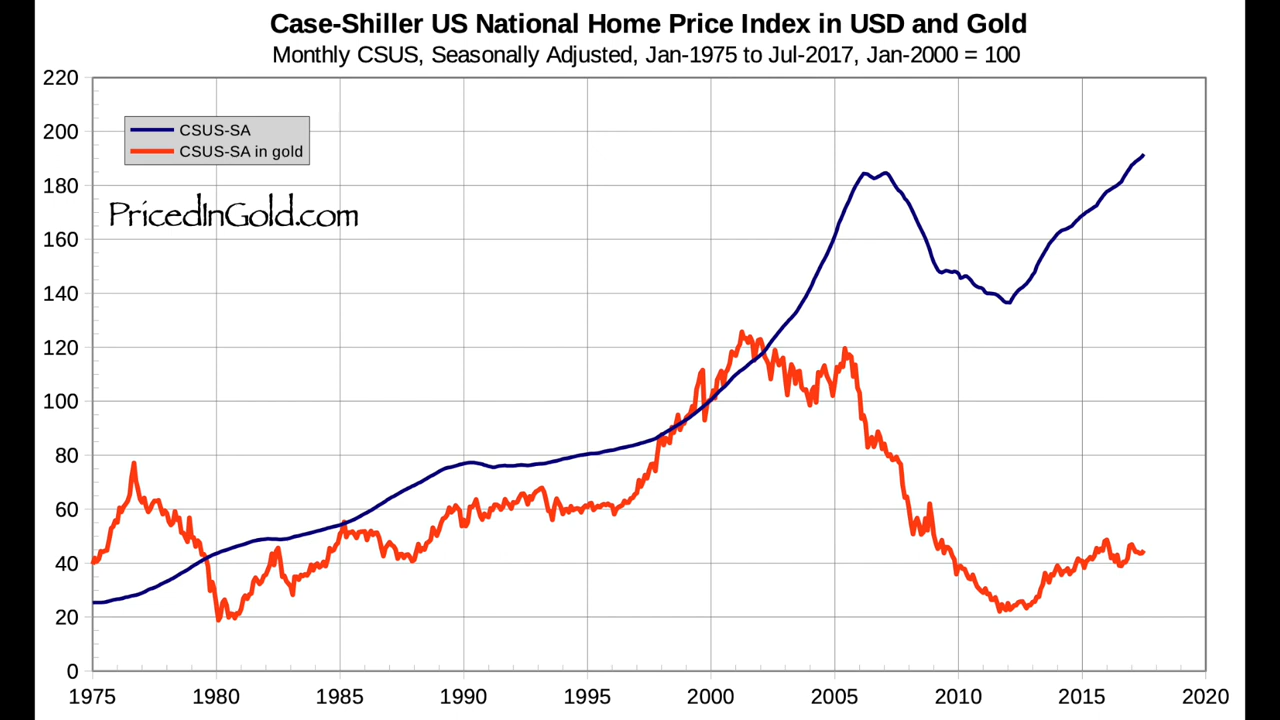 Case-Shiller US National Home Price Index in USD and Gold
Monthly CSUS, Seasonally Adjusted, Jan-1975 to Jul-2017, Jan-2000 = 100
220
200
CSUS-SA
CSUS-SA in gold
180
PricedInGold.com
160
140
120
100
80
60
40
20
0
1975 1980 1985 1990 1995 2000 2005 2010 2015 2020